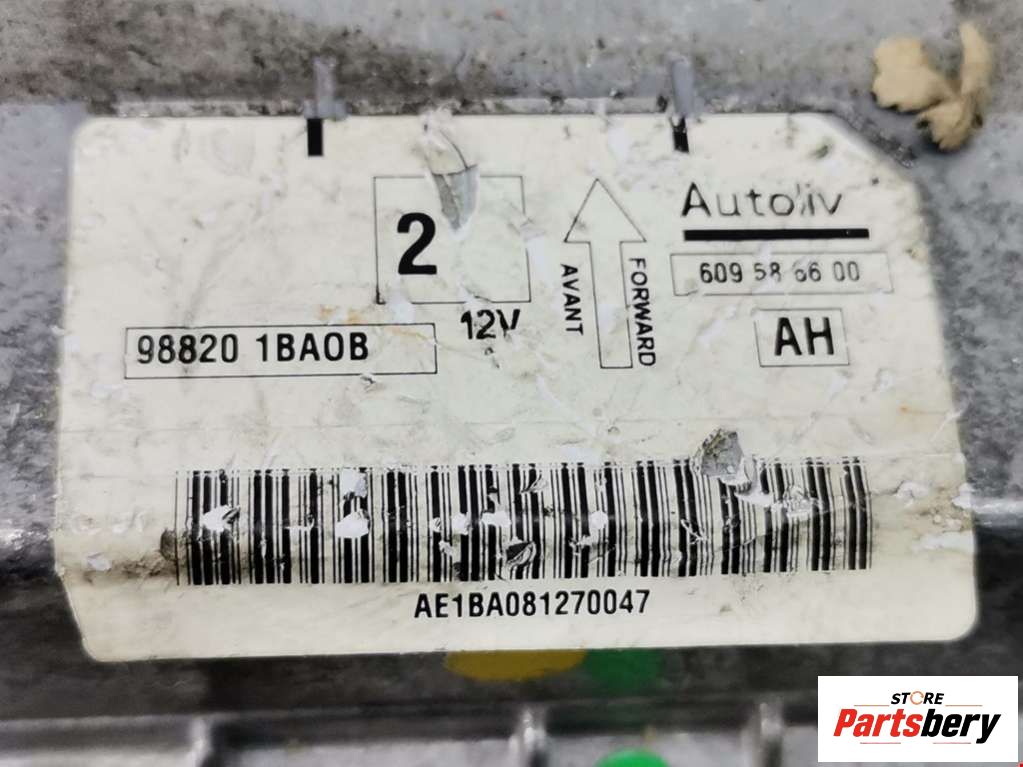 2
12V
AVANT
FORWARD
Autoliv
609 58 66 00
AH
98820 1BA0B
AE1BA081270047
STORE
Partsbery